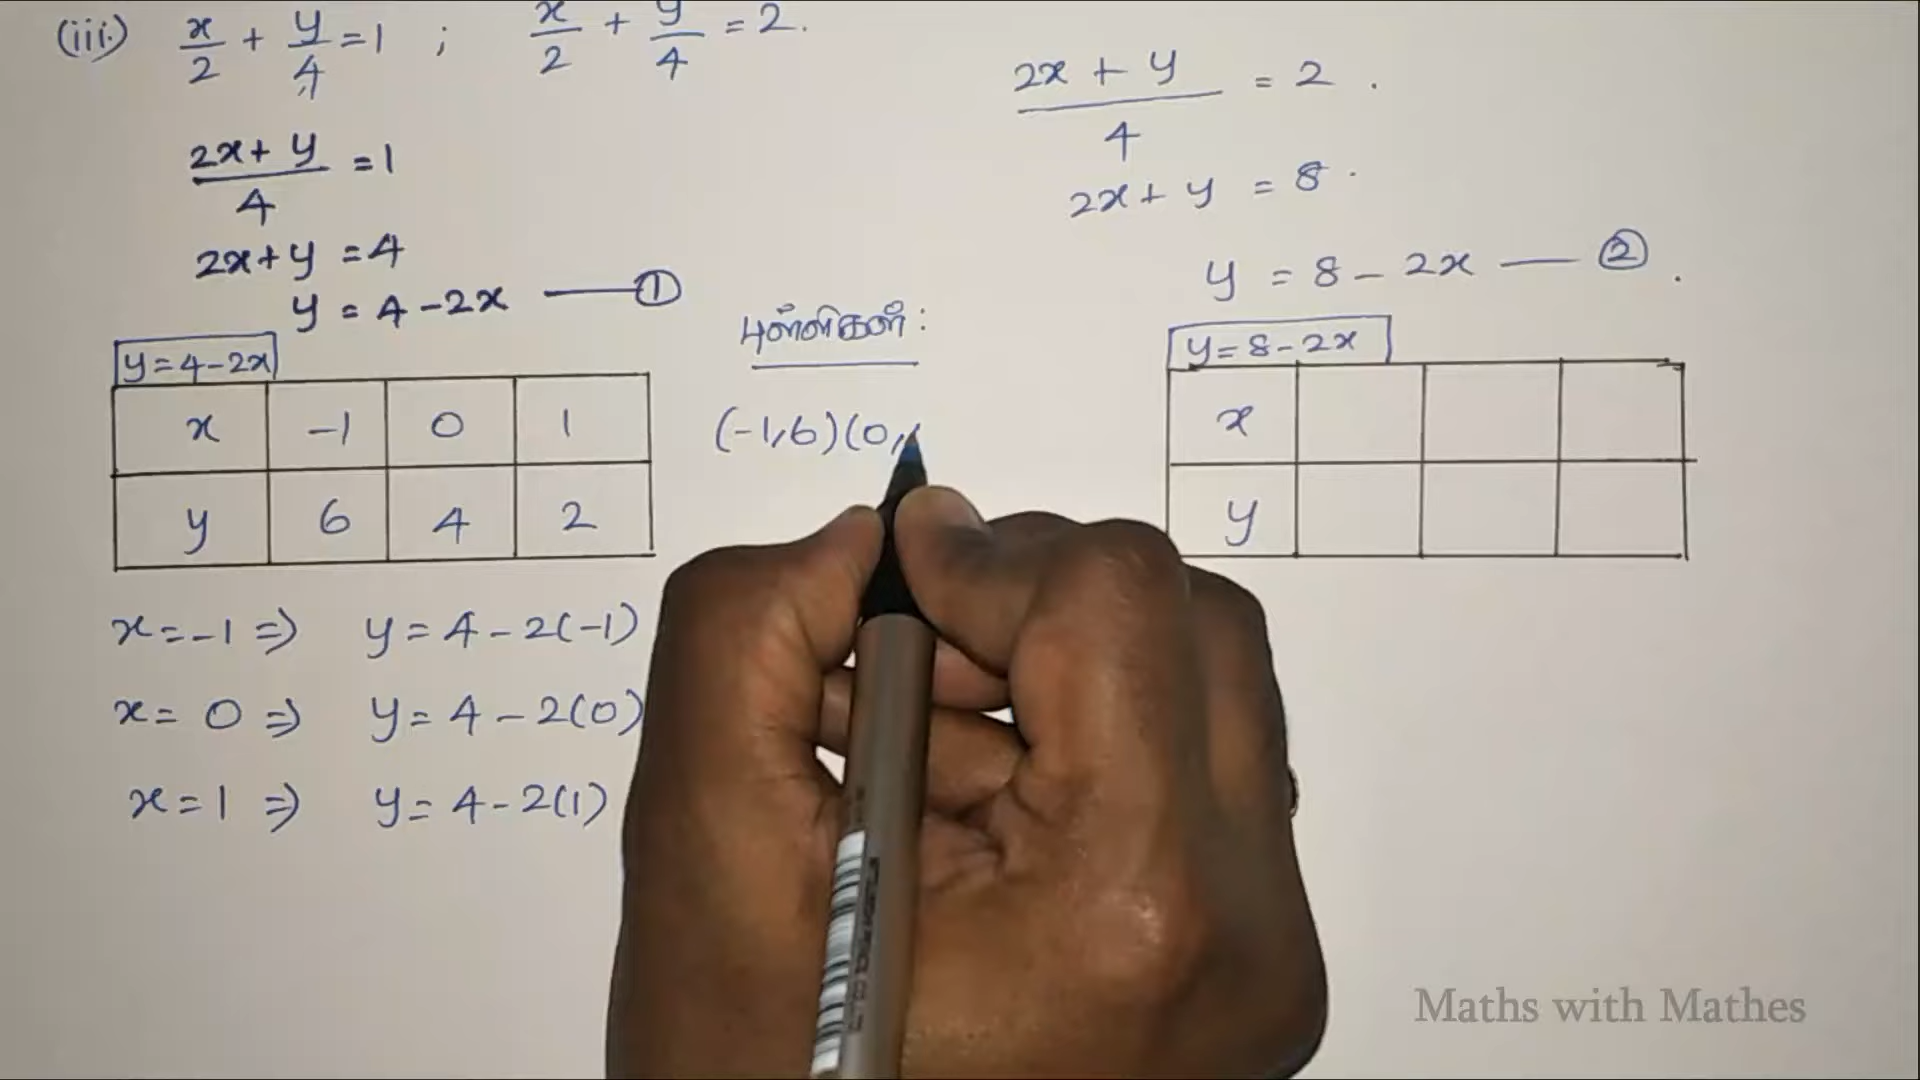 (iii) x/2 + y/4 = 1 ; x/2 + y/4 = 2.
(2x + y)/4 = 1
2x + y = 4
y = 4 - 2x —— ①
y = 4 - 2x
x -1 0 1
y 6 4 2
x = -1 ⇒ y = 4 - 2(-1)
x = 0 ⇒ y = 4 - 2(0)
x = 1 ⇒ y = 4 - 2(1)
புள்ளிகள் :
(-1,6)(0,
(2x + y)/4 = 2 .
2x + y = 8 .
y = 8 - 2x —— ② .
y = 8 - 2x
x
y
Maths with Mathes